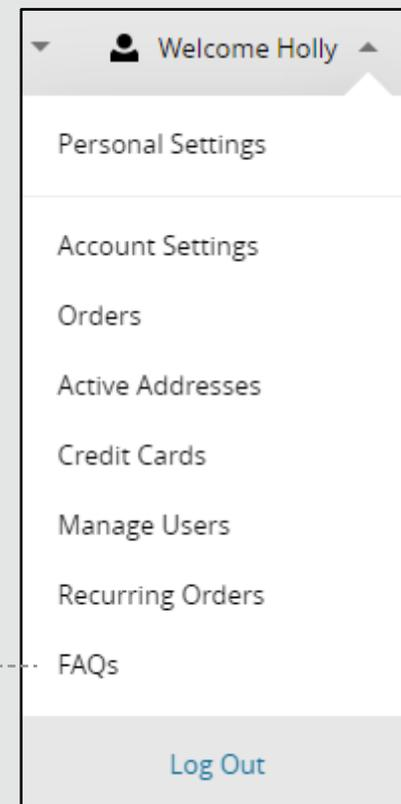 Welcome Holly
Personal Settings
Account Settings
Orders
Active Addresses
Credit Cards
Manage Users
Recurring Orders
FAQs
Log Out